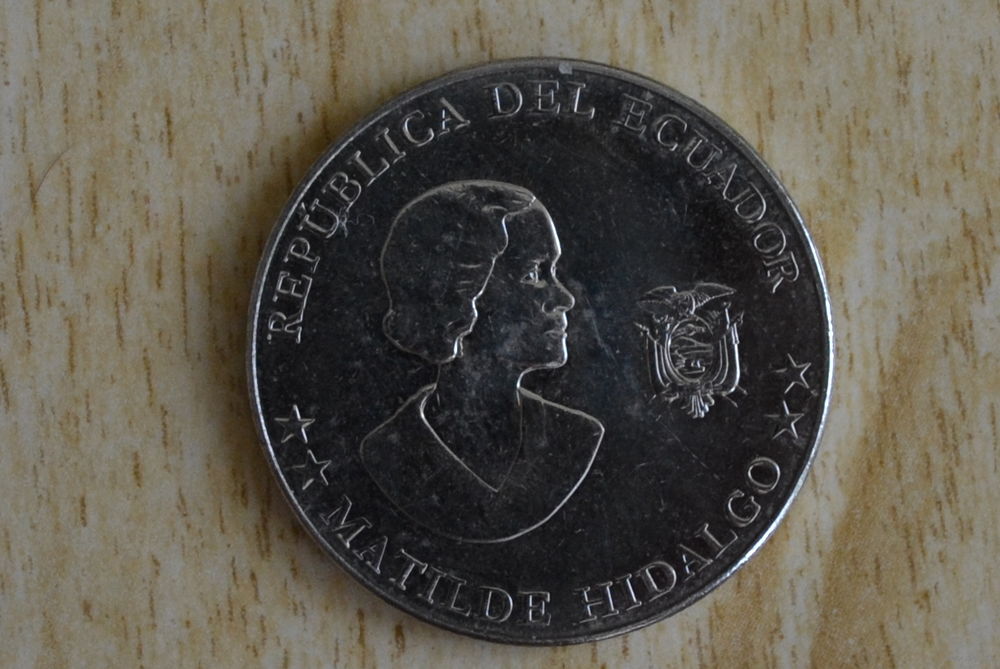 REPÚBLICA DEL ECUADOR
MATILDE HIDALGO